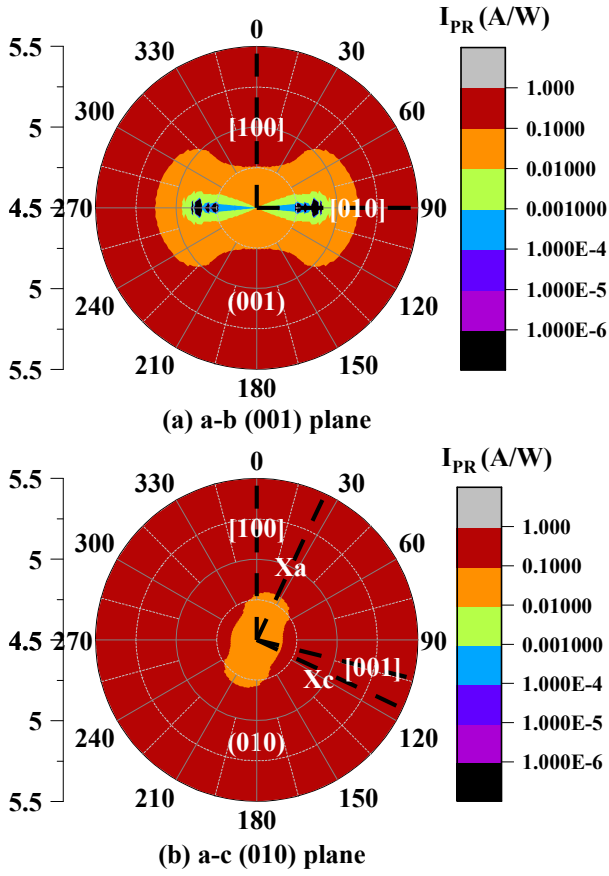 I_PR (A/W)
0
330 30
5.5
300 60
5
[100]
4.5 270 [010] 90
5
240 (001) 120
5.5
210 150
180
1.000
0.1000
0.01000
0.001000
1.000E-4
1.000E-5
1.000E-6
(a) a-b (001) plane
I_PR (A/W)
0
330 30
5.5
300 [100] 60
5
Xa
4.5 270 90
[001]
Xc
5
240 (010) 120
5.5
210 150
180
1.000
0.1000
0.01000
0.001000
1.000E-4
1.000E-5
1.000E-6
(b) a-c (010) plane